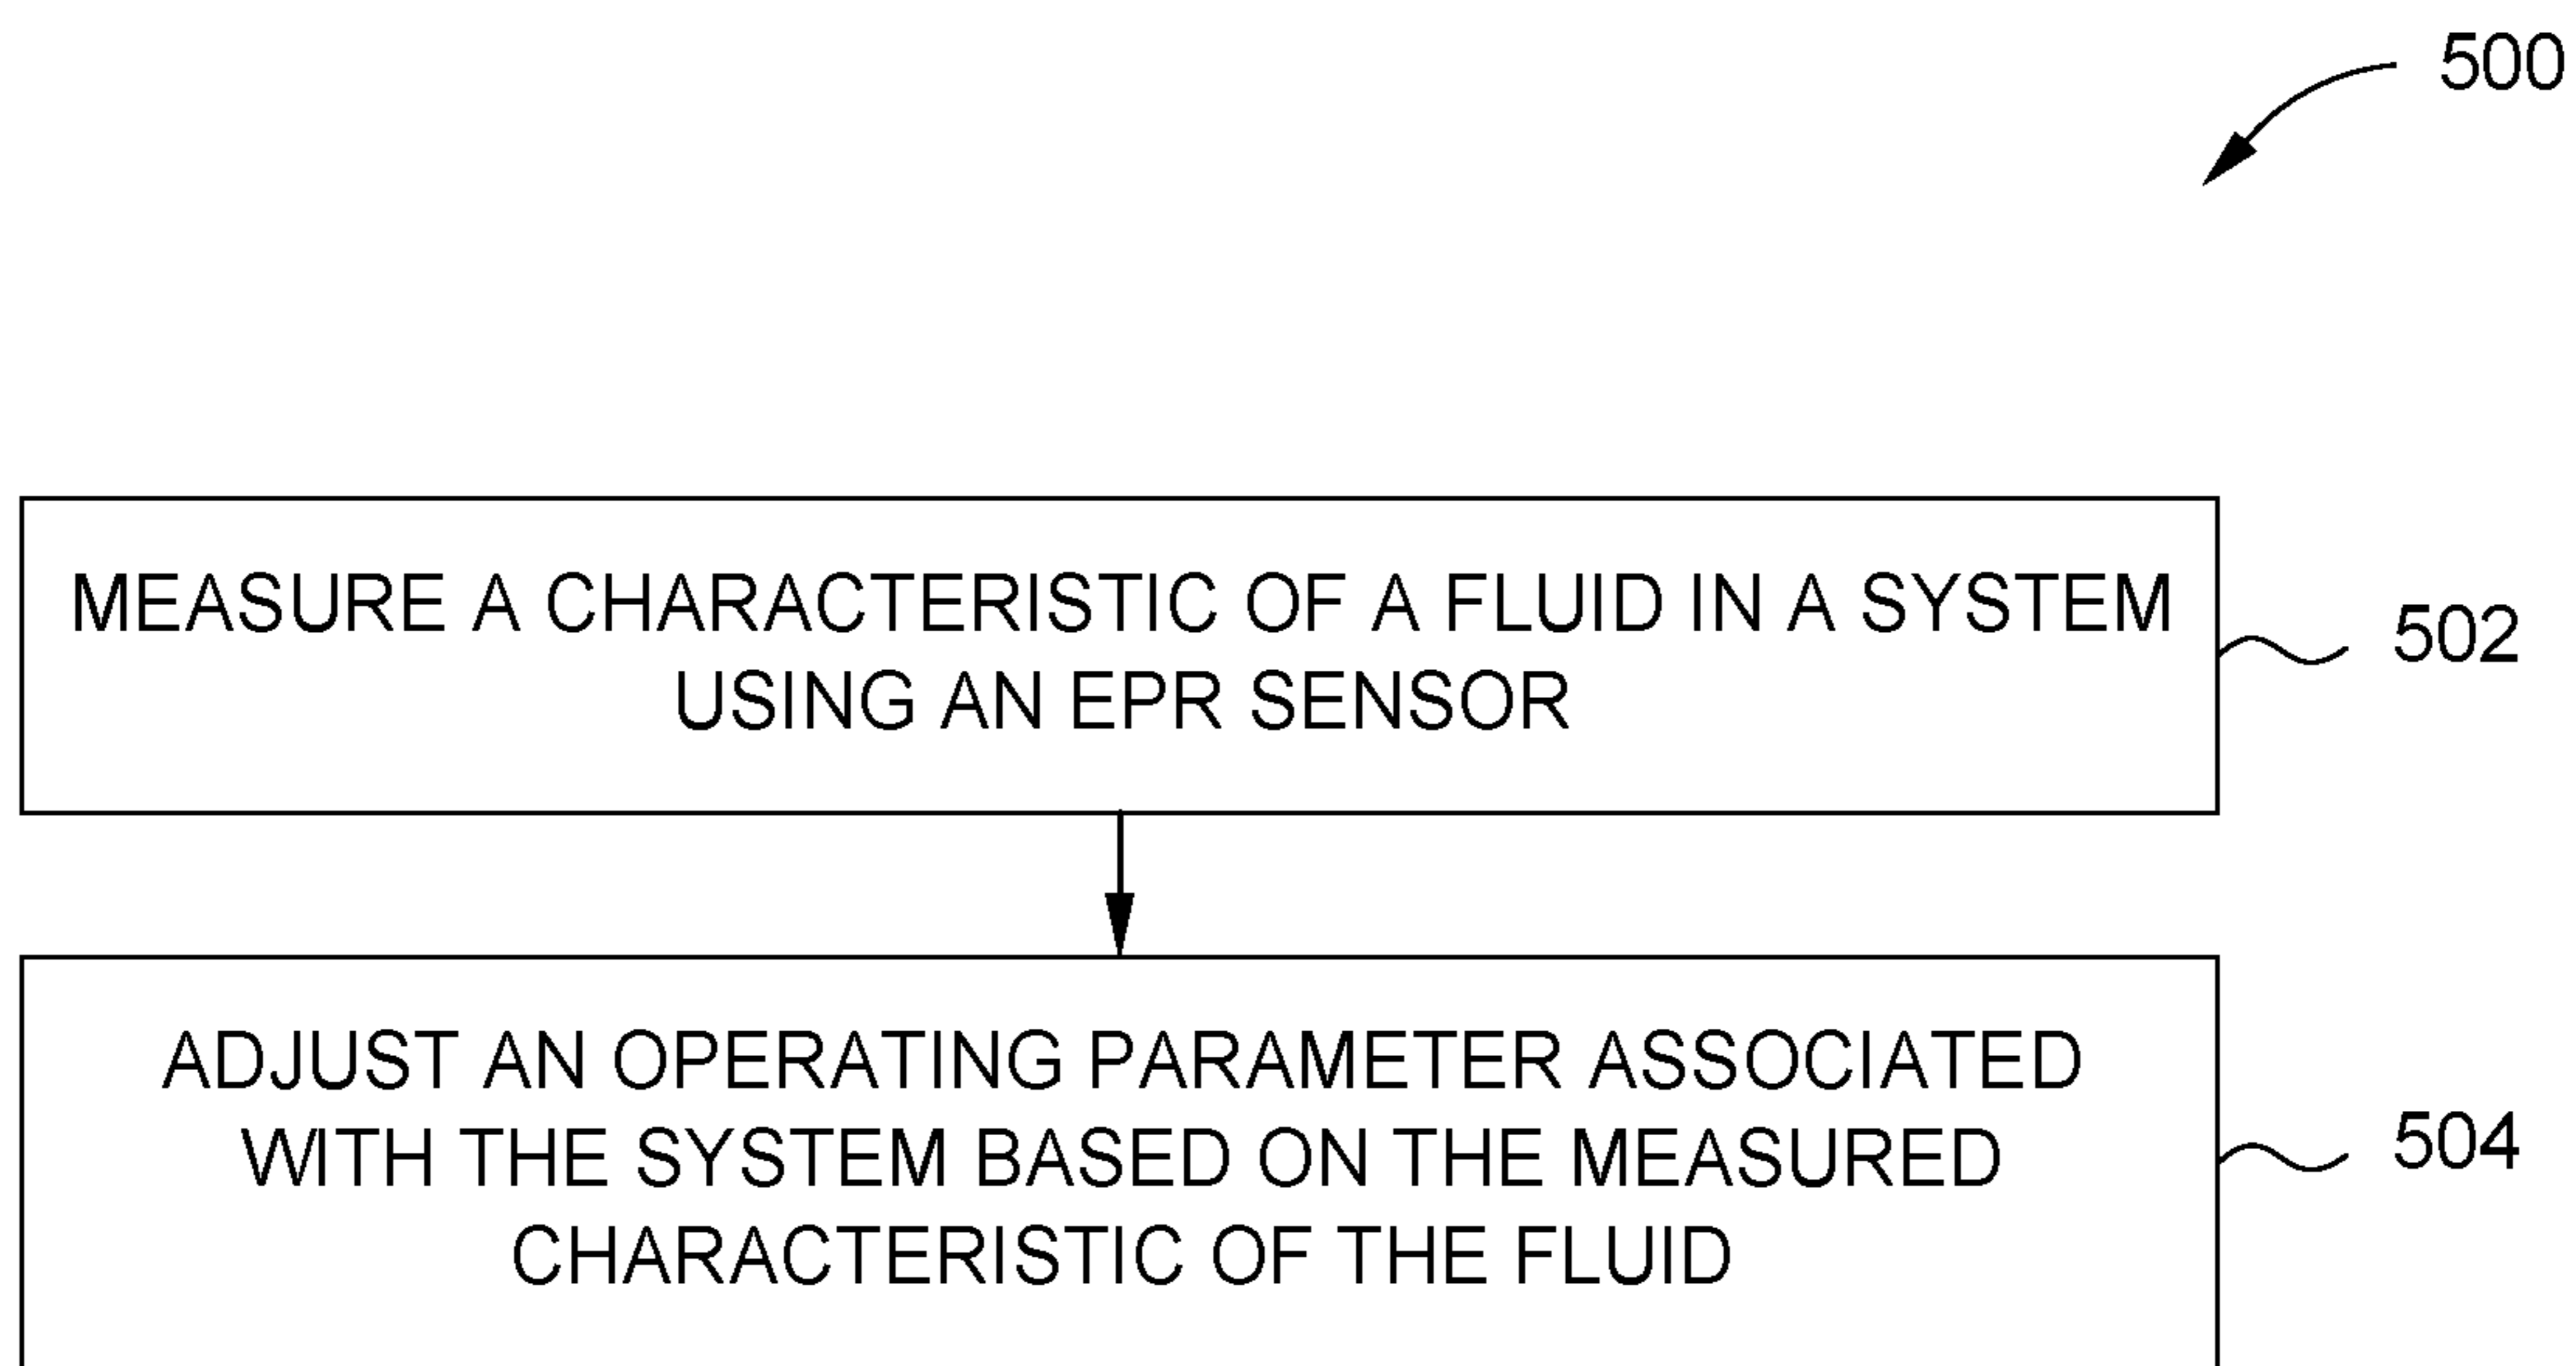 500
MEASURE A CHARACTERISTIC OF A FLUID IN A SYSTEM
USING AN EPR SENSOR
502
ADJUST AN OPERATING PARAMETER ASSOCIATED
WITH THE SYSTEM BASED ON THE MEASURED
CHARACTERISTIC OF THE FLUID
504